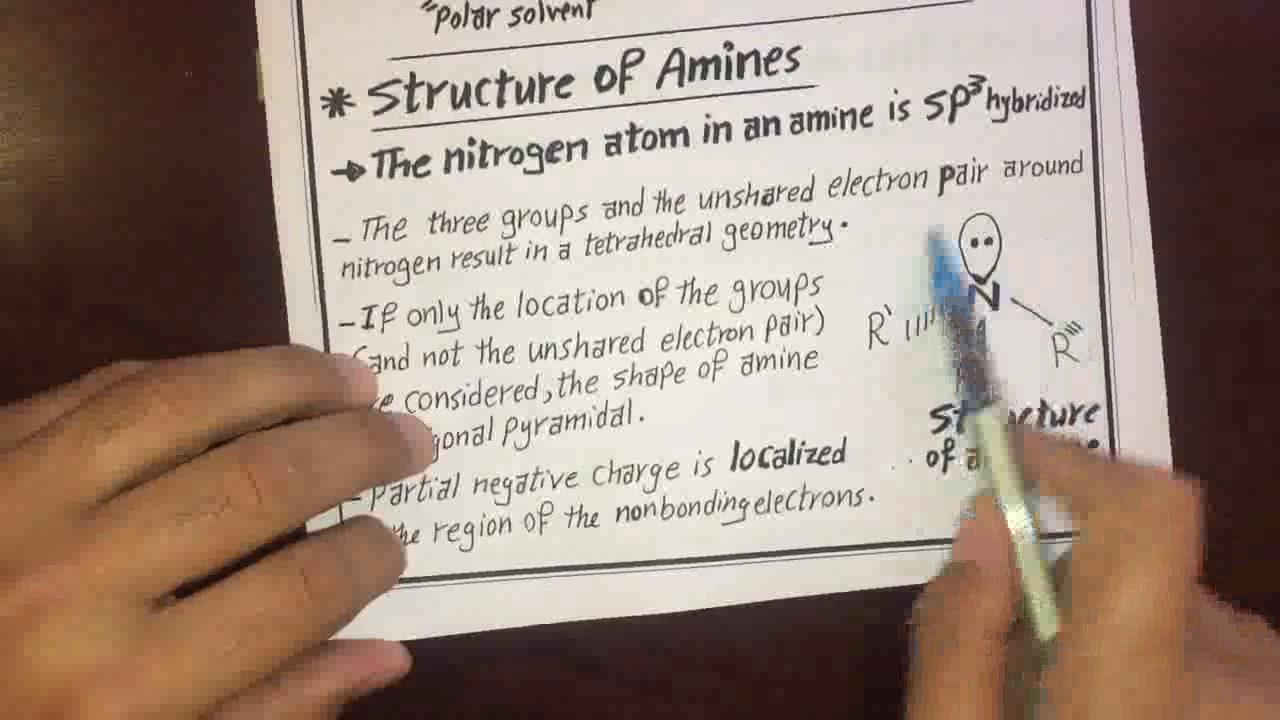 "Polar solvent
* Structure of Amines
→ The nitrogen atom in an amine is sp³ hybridized
- The three groups and the unshared electron pair around
nitrogen result in a tetrahedral geometry.
- If only the location of the groups
(and not the unshared electron pair)
considered, the shape of amine
pyramidal.
- Partial negative charge is localized
the region of the nonbonding electrons.
N
R' R'''
of